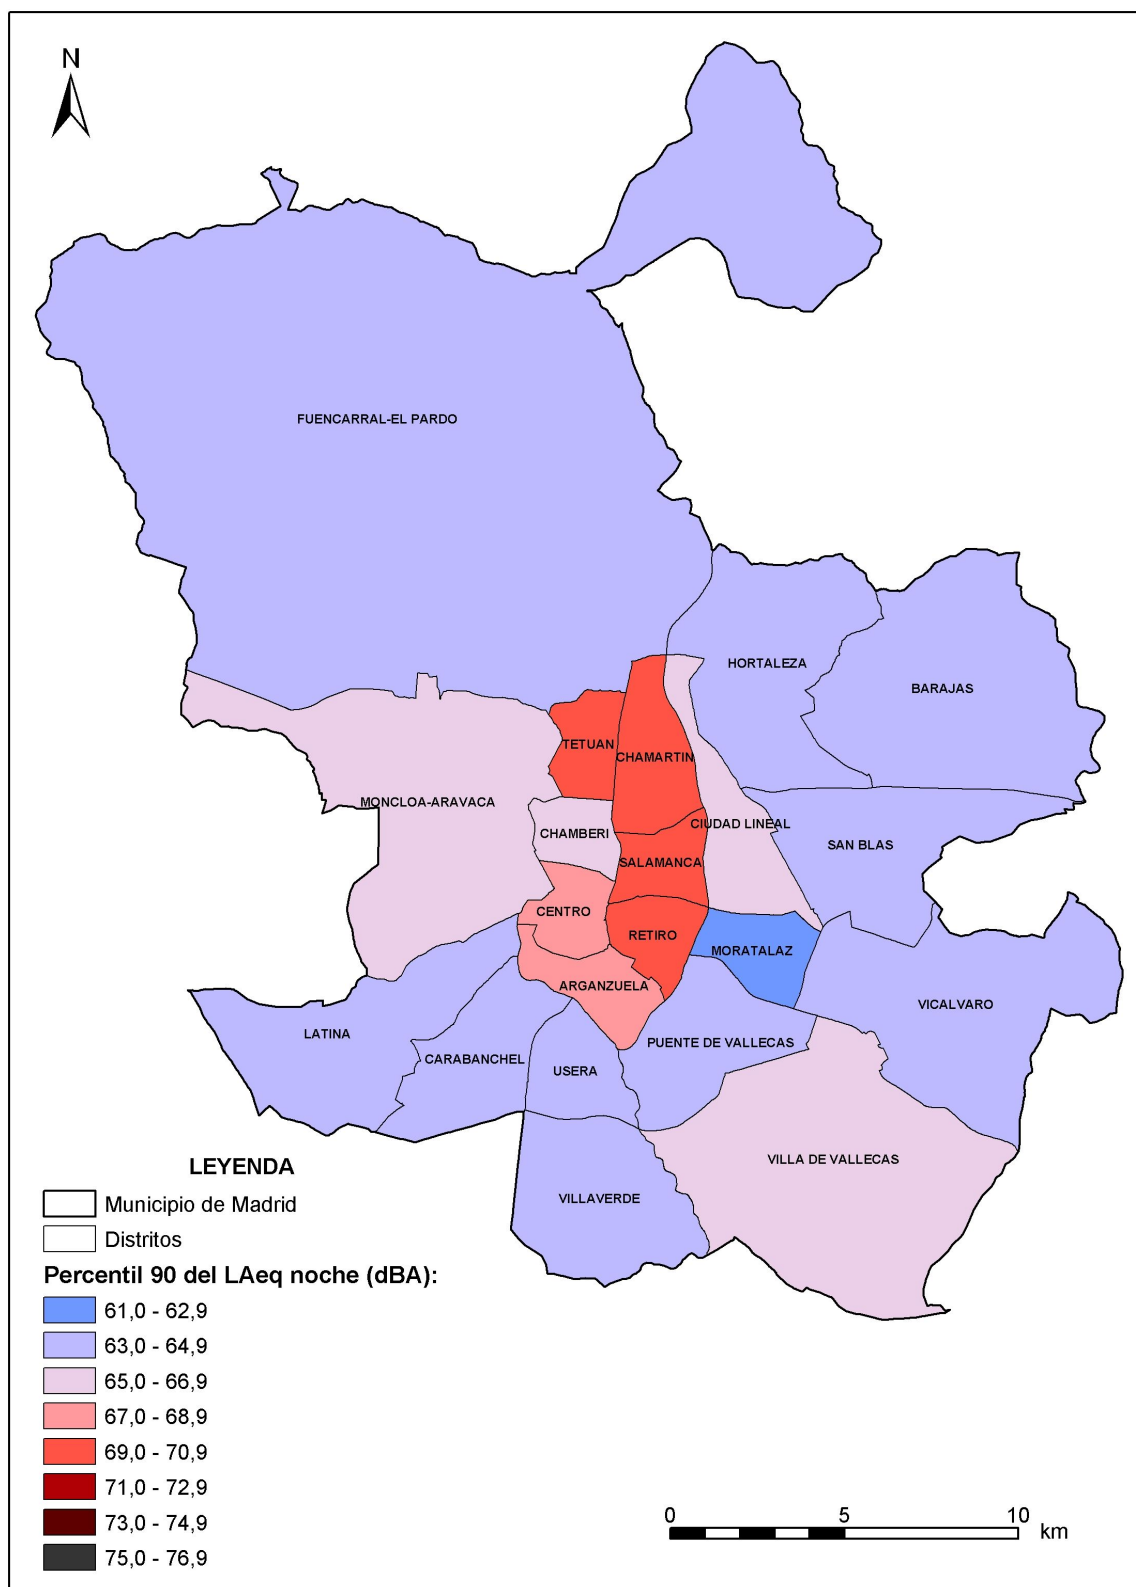 N
FUENCARRAL-EL PARDO
HORTALEZA
BARAJAS
TETUAN
CHAMARTIN
MONCLOA-ARAVACA
CHAMBERI
CIUDAD LINEAL
SAN BLAS
SALAMANCA
CENTRO
RETIRO
MORATALAZ
ARGANZUELA
VICALVARO
LATINA
PUENTE DE VALLECAS
CARABANCHEL
USERA
VILLA DE VALLECAS
VILLAVERDE
LEYENDA
Municipio de Madrid
Distritos
Percentil 90 del LAeq noche (dBA):
61,0 - 62,9
63,0 - 64,9
65,0 - 66,9
67,0 - 68,9
69,0 - 70,9
71,0 - 72,9
73,0 - 74,9
75,0 - 76,9
0 5 10
km